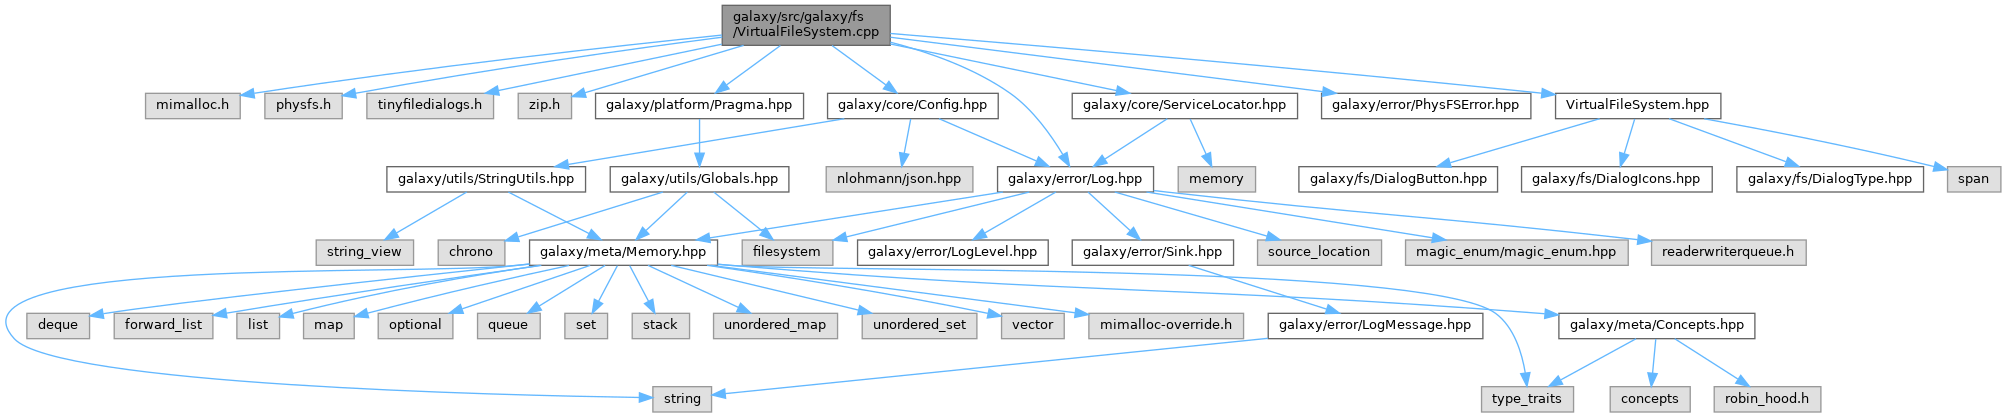 galaxy/src/galaxy/fs
/VirtualFileSystem.cpp
mimalloc.h
physfs.h
tinyfiledialogs.h
zip.h
galaxy/platform/Pragma.hpp
galaxy/core/Config.hpp
galaxy/core/ServiceLocator.hpp
galaxy/error/PhysFSError.hpp
VirtualFileSystem.hpp
galaxy/utils/StringUtils.hpp
galaxy/utils/Globals.hpp
nlohmann/json.hpp
galaxy/error/Log.hpp
memory
galaxy/fs/DialogButton.hpp
galaxy/fs/DialogIcons.hpp
galaxy/fs/DialogType.hpp
span
string_view
chrono
galaxy/meta/Memory.hpp
filesystem
galaxy/error/LogLevel.hpp
galaxy/error/Sink.hpp
source_location
magic_enum/magic_enum.hpp
readerwriterqueue.h
deque
forward_list
list
map
optional
queue
set
stack
unordered_map
unordered_set
vector
mimalloc-override.h
galaxy/error/LogMessage.hpp
galaxy/meta/Concepts.hpp
string
type_traits
concepts
robin_hood.h